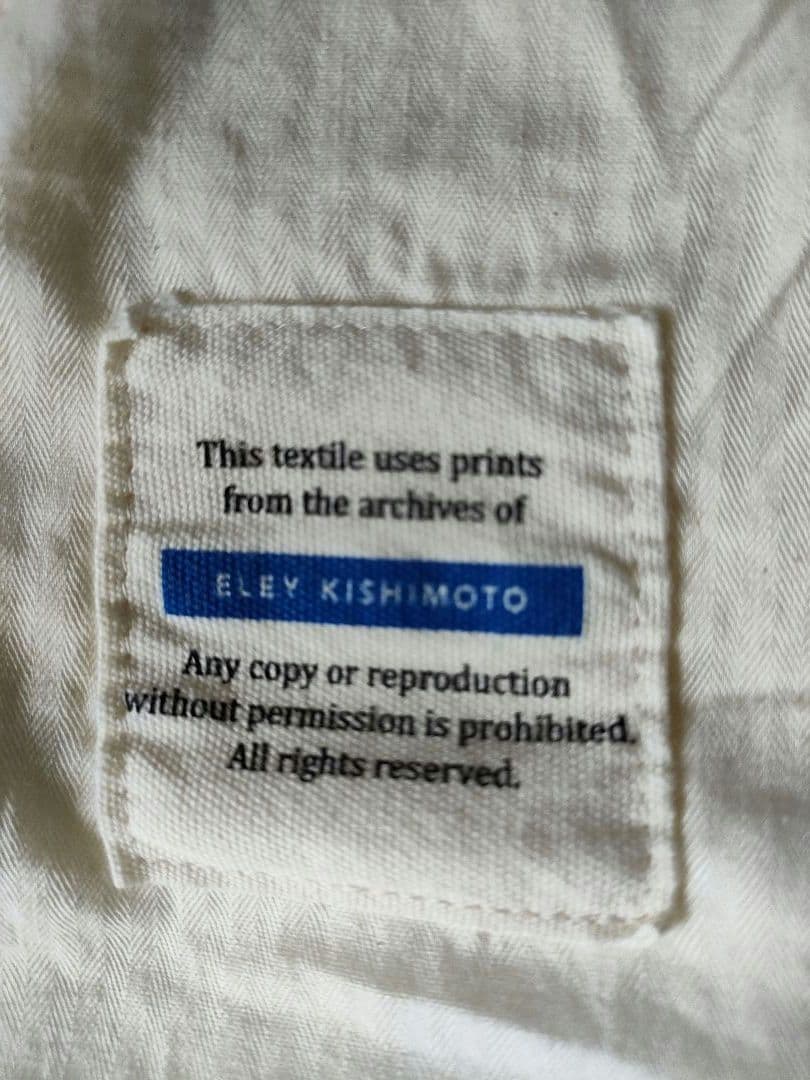 This textile uses prints
from the archives of
ELEY KISHIMOTO
Any copy or reproduction
without permission is prohibited.
All rights reserved.